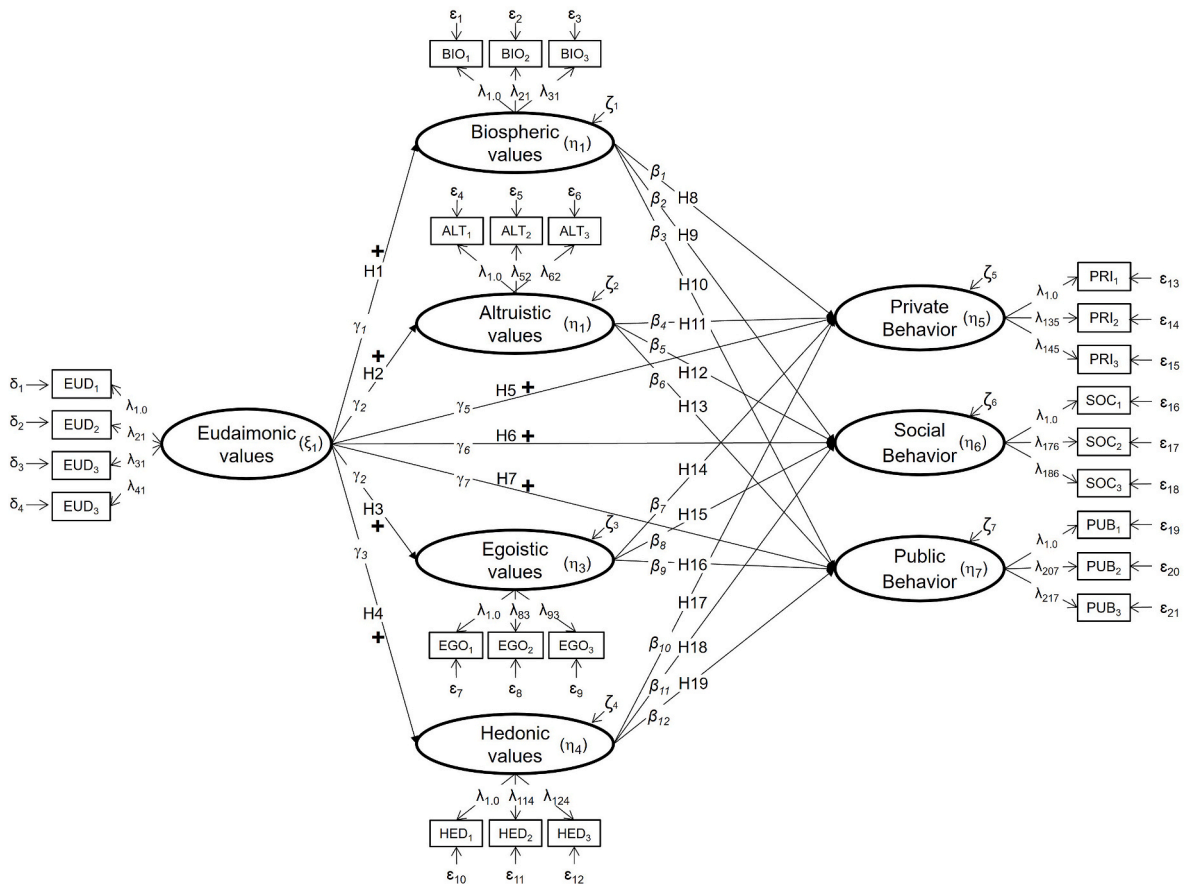 ε₁ ε₂ ε₃
BIO₁ BIO₂ BIO₃
λ₁.₀ λ₂₁ λ₃₁
ζ₁
Biospheric
values (η₁)
ε₄ ε₅ ε₆
ALT₁ ALT₂ ALT₃
λ₁.₀ λ₅₂ λ₆₂
ζ₂
Altruistic
values (η₁)
δ₁ EUD₁
δ₂ EUD₂
δ₃ EUD₃
δ₄ EUD₃
λ₁.₀
λ₂₁
λ₃₁
λ₄₁
Eudaimonic
values (ξ₁)
+
H1
γ₁
+
H2
γ₂
H5 +
γ₅
H6 +
γ₆
H7 +
γ₇
γ₂
H3
+
γ₃
H4
+
ζ₃
Egoistic
values (η₃)
λ₁.₀ λ₈₃ λ₉₃
EGO₁ EGO₂ EGO₃
ε₇ ε₈ ε₉
ζ₄
Hedonic
values (η₄)
λ₁.₀ λ₁₁₄ λ₁₂₄
HED₁ HED₂ HED₃
ε₁₀ ε₁₁ ε₁₂
β₁ H8
β₂ H9
β₃ H10
β₄ H11
β₅ H12
β₆ H13
β₇ H14
β₈ H15
β₉ H16
β₁₀ H17
β₁₁ H18
β₁₂ H19
ζ₅
Private
Behavior (η₅)
λ₁.₀ PRI₁ ε₁₃
λ₁₃₅ PRI₂ ε₁₄
λ₁₄₅ PRI₃ ε₁₅
ζ₆
Social
Behavior (η₆)
λ₁.₀ SOC₁ ε₁₆
λ₁₇₆ SOC₂ ε₁₇
λ₁₈₆ SOC₃ ε₁₈
ζ₇
Public
Behavior (η₇)
λ₁.₀ PUB₁ ε₁₉
λ₂₀₇ PUB₂ ε₂₀
λ₂₁₇ PUB₃ ε₂₁